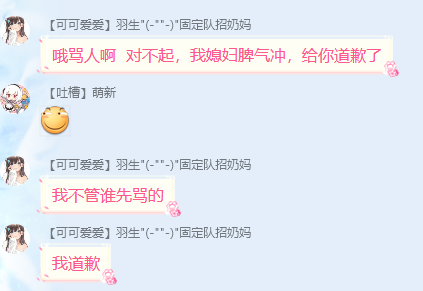 【可可爱爱】羽生"(-""-)"固定队招奶妈
哦骂人啊  对不起，我媳妇脾气冲，给你道歉了
【吐槽】萌新
【可可爱爱】羽生"(-""-)"固定队招奶妈
我不管谁先骂的
【可可爱爱】羽生"(-""-)"固定队招奶妈
我道歉